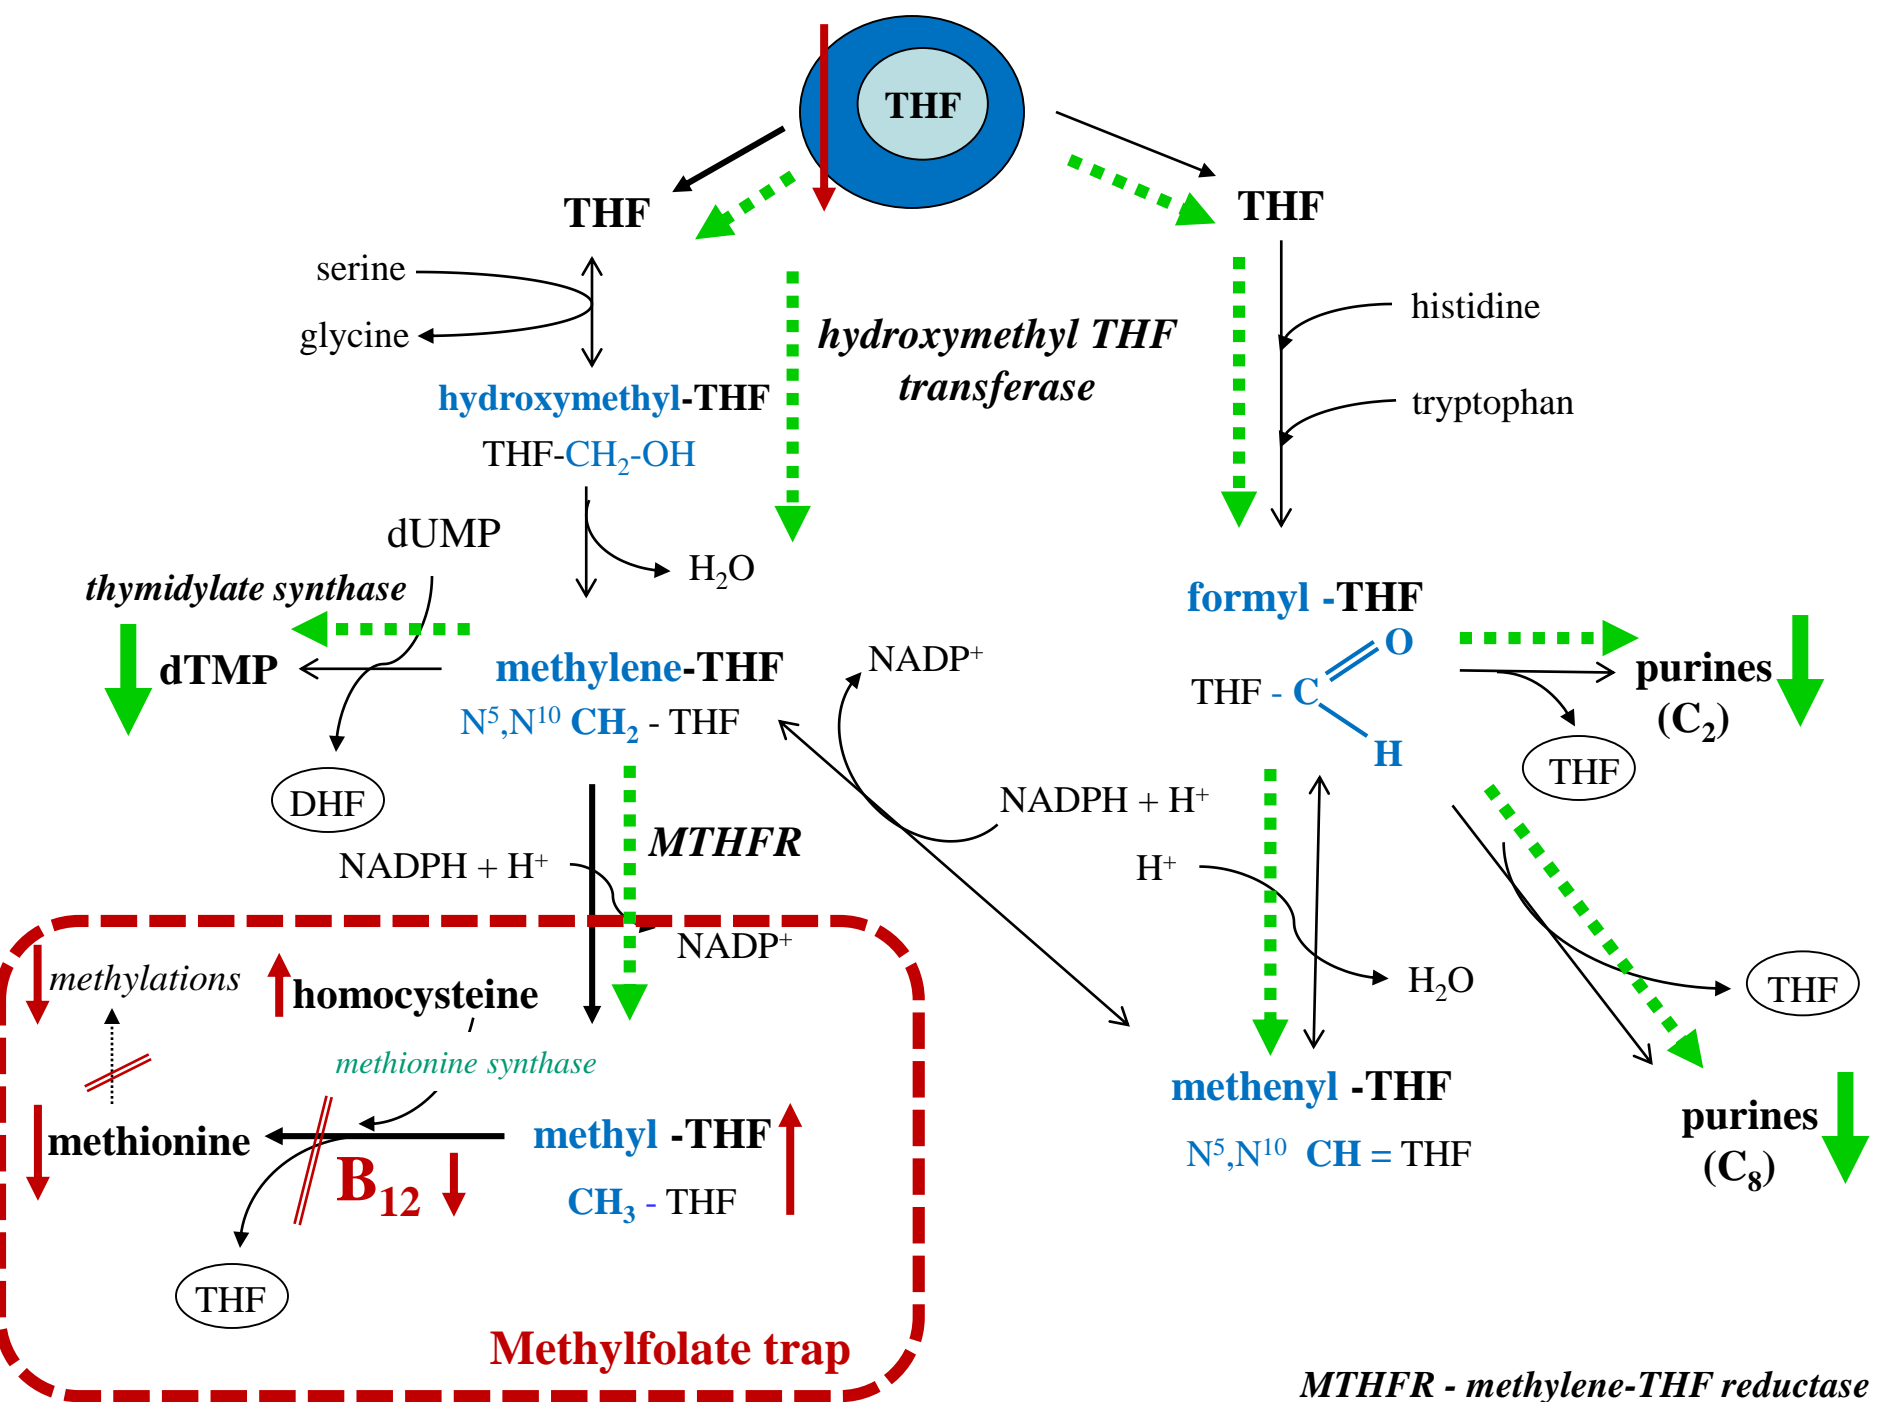 THF
THF
THF
serine
glycine
hydroxymethyl THF
transferase
histidine
tryptophan
hydroxymethyl-THF
THF-CH₂-OH
dUMP
H₂O
thymidylate synthase
formyl -THF
dTMP
methylene-THF
N⁵,N¹⁰ CH₂ - THF
NADP⁺
O
THF - C
H
purines
(C₂)
THF
DHF
NADPH + H⁺
MTHFR
NADPH + H⁺
H⁺
NADP⁺
methylations
homocysteine
H₂O
THF
methionine synthase
methenyl -THF
N⁵,N¹⁰ CH = THF
purines
(C₈)
methionine
methyl -THF
B₁₂
CH₃ - THF
THF
Methylfolate trap
MTHFR - methylene-THF reductase